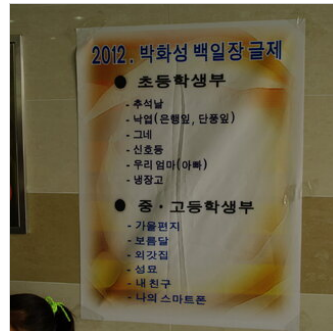 2012. 박화성 백일장 글제
● 초등학생부
- 추석날
- 낙엽(은행잎, 단풍잎)
- 그네
- 신호등
- 우리 엄마(아빠)
- 냉장고
● 중·고등학생부
- 가을편지
- 보름달
- 외갓집
- 성묘
- 내 친구
- 나의 스마트폰